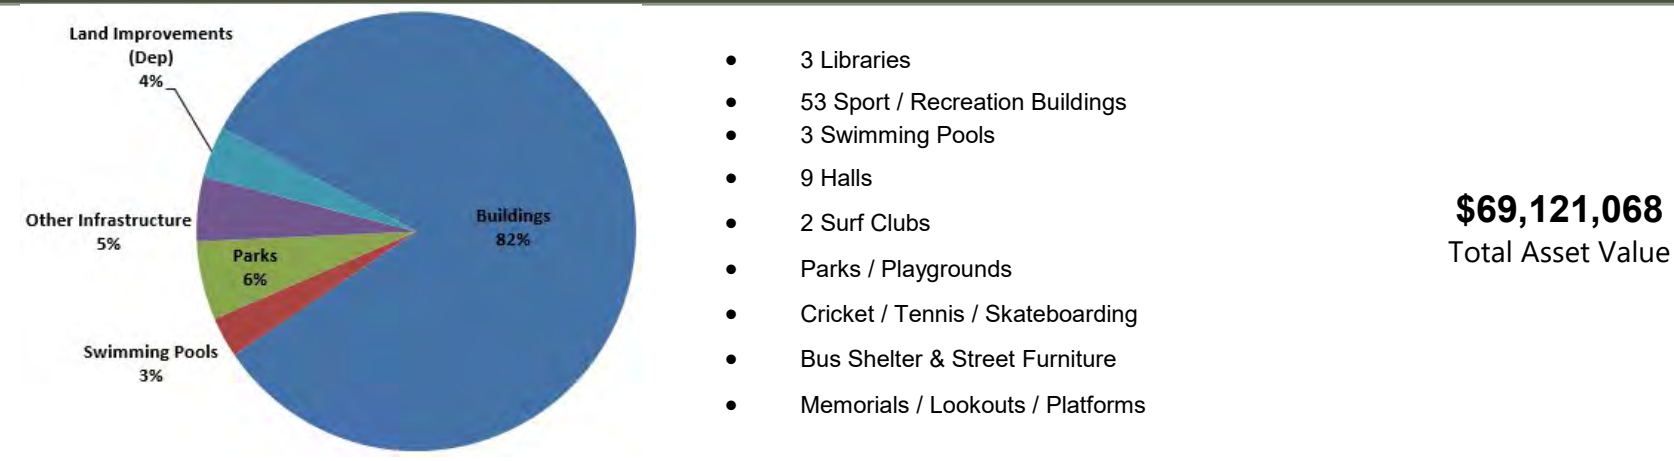 Land Improvements
(Dep)
4%
Other Infrastructure
5%
Parks
6%
Swimming Pools
3%
Buildings
82%
• 3 Libraries
• 53 Sport / Recreation Buildings
• 3 Swimming Pools
• 9 Halls
• 2 Surf Clubs
• Parks / Playgrounds
• Cricket / Tennis / Skateboarding
• Bus Shelter & Street Furniture
• Memorials / Lookouts / Platforms
$69,121,068
Total Asset Value